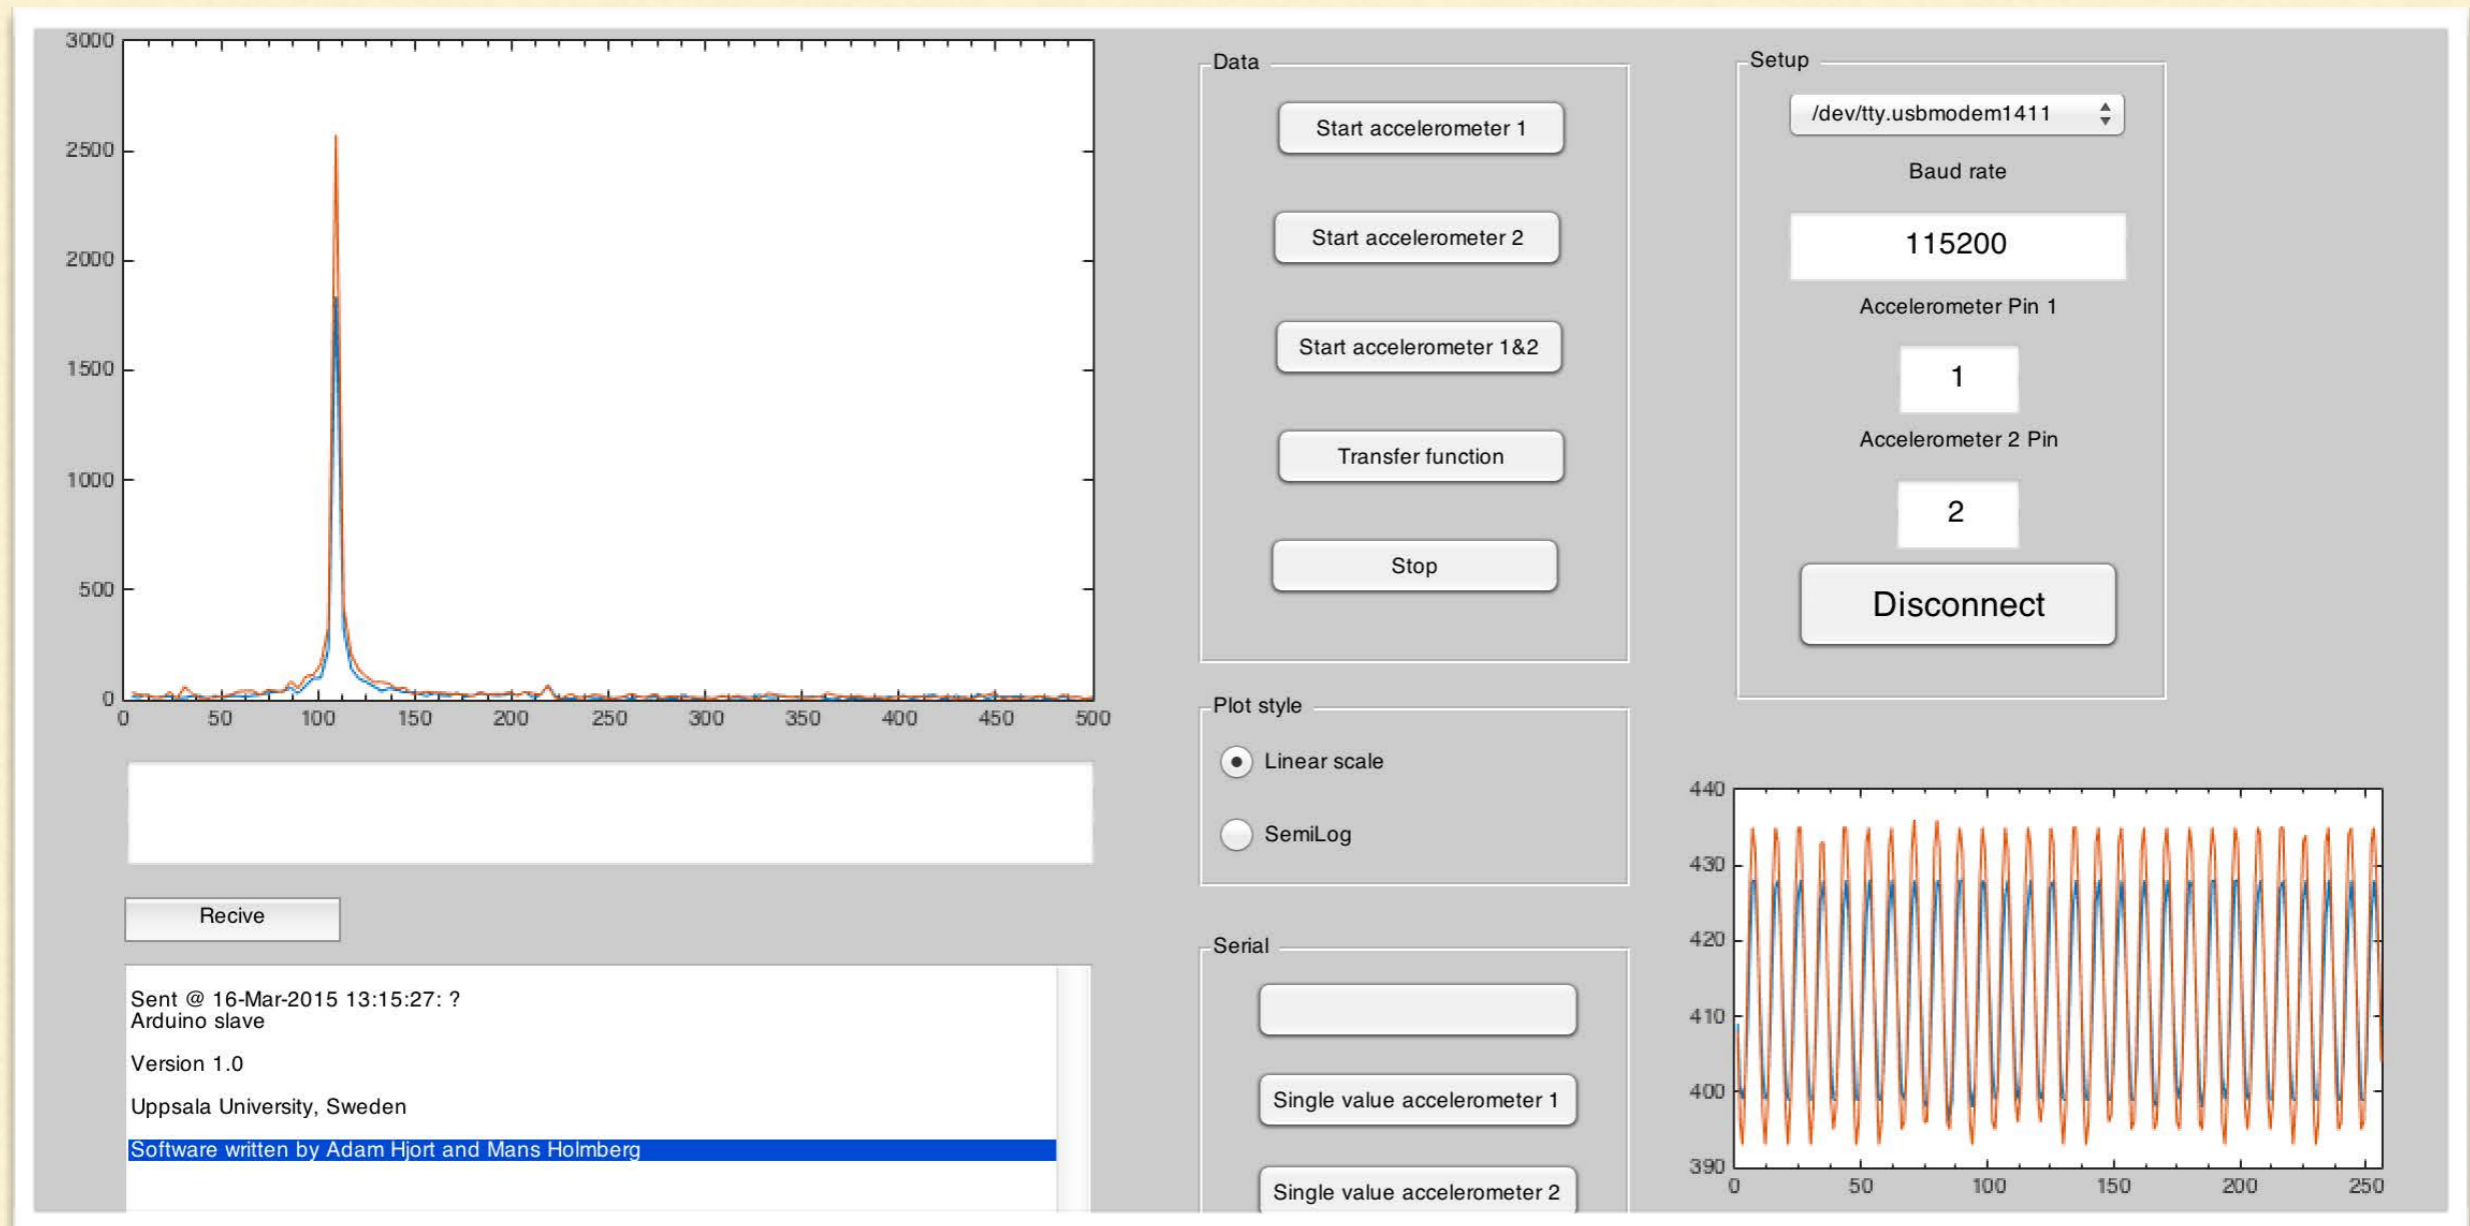 3000
2500
2000
1500
1000
500
0
0 50 100 150 200 250 300 350 400 450 500
Recive
Sent @ 16-Mar-2015 13:15:27: ?
Arduino slave
Version 1.0
Uppsala University, Sweden
Software written by Adam Hjort and Mans Holmberg
Data
Start accelerometer 1
Start accelerometer 2
Start accelerometer 1&2
Transfer function
Stop
Plot style
Linear scale
SemiLog
Serial
Single value accelerometer 1
Single value accelerometer 2
Setup
/dev/tty.usbmodem1411
Baud rate
115200
Accelerometer Pin 1
1
Accelerometer 2 Pin
2
Disconnect
440
430
420
410
400
390
0 50 100 150 200 250